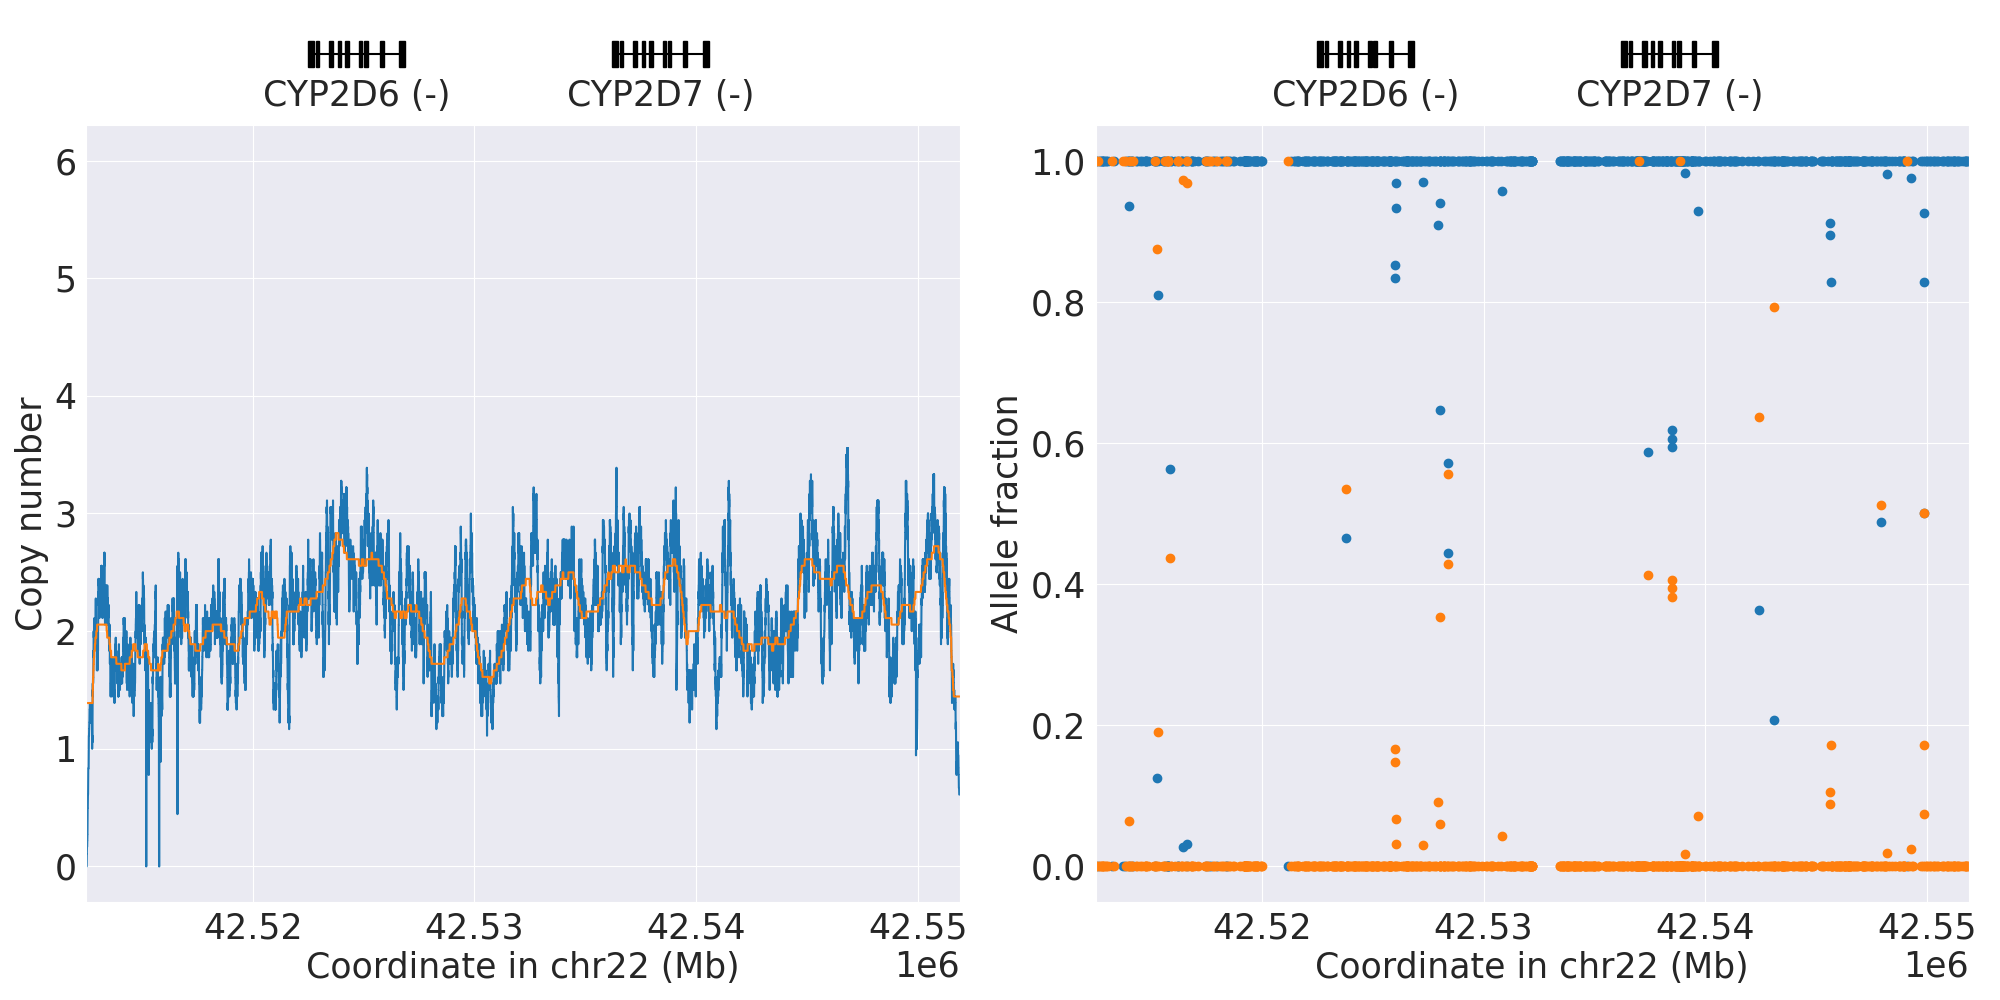 CYP2D6 (-) CYP2D7 (-)
6
5
4
3
2
1
0
Copy number
42.52 42.53 42.54 42.55
1e6
Coordinate in chr22 (Mb)
CYP2D6 (-) CYP2D7 (-)
1.0
0.8
0.6
0.4
0.2
0.0
Allele fraction
42.52 42.53 42.54 42.55
1e6
Coordinate in chr22 (Mb)